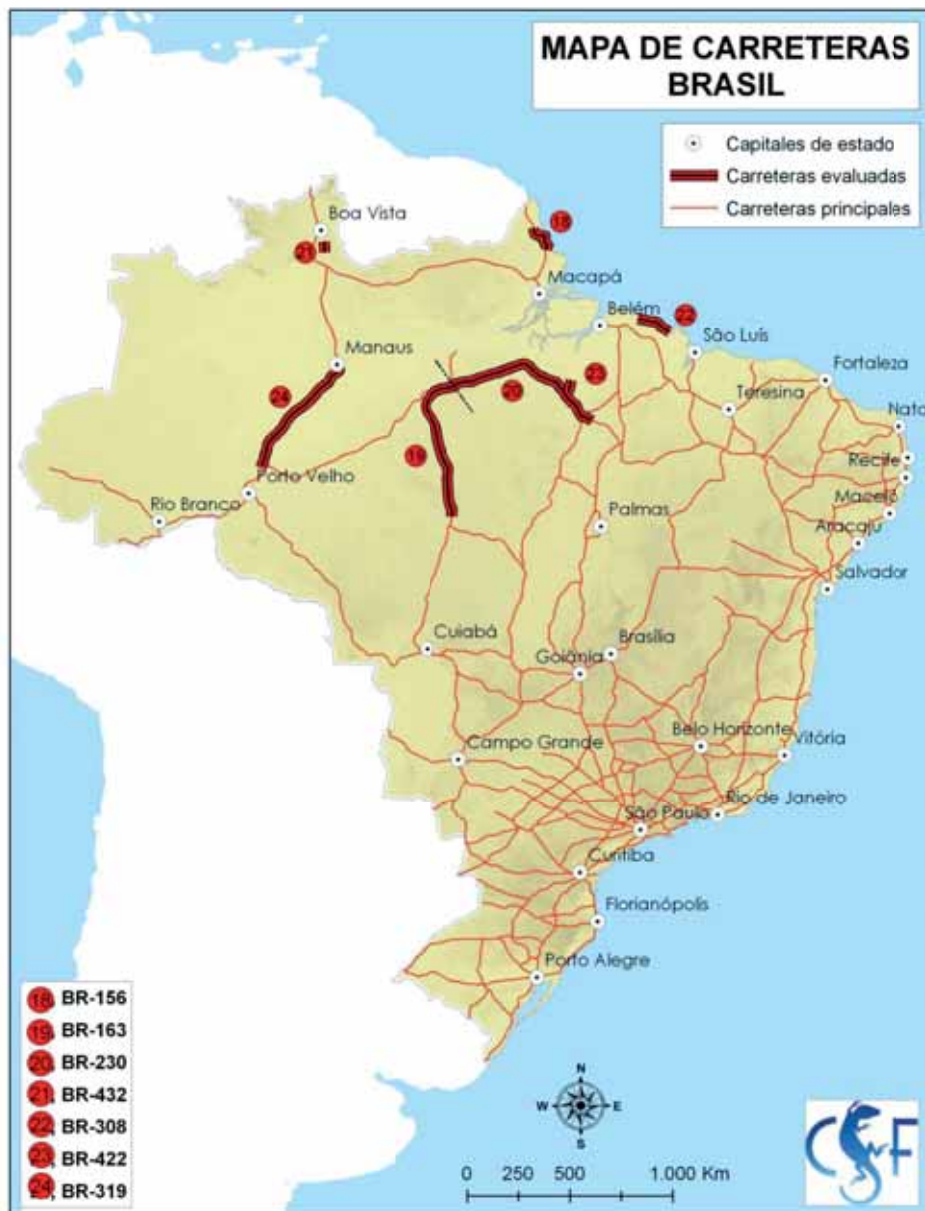 MAPA DE CARRETERAS
BRASIL
Capitales de estado
Carreteras evaluadas
Carreteras principales
Boa Vista
18
21
Macapá
Belém
22
São Luís
Manaus
Fortaleza
23
20
Teresina
24
Nata
19
Recife
Porto Velho
Maceió
Rio Branco
Palmas
Aracaju
Salvador
Cuiabá
Brasília
Goiânia
Belo Horizonte
Vitória
Campo Grande
Rio de Janeiro
São Paulo
Curitiba
Florianópolis
Porto Alegre
18, BR-156
19, BR-163
20, BR-230
21, BR-432
22, BR-308
23, BR-422
24, BR-319
N
W E
S
0 250 500 1.000 Km
CSF